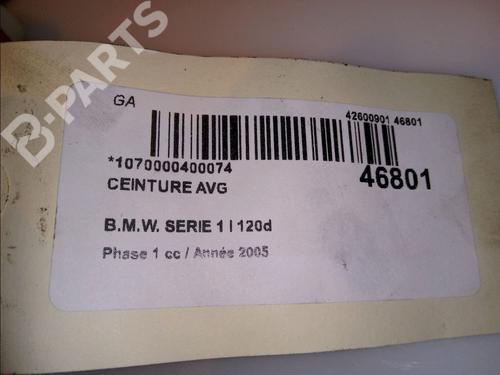 B-PARTS
GA
42600901 46801
*1070000400074
46801
CEINTURE AVG
B.M.W. SERIE 1 I 120d
Phase 1 cc / Année 2005